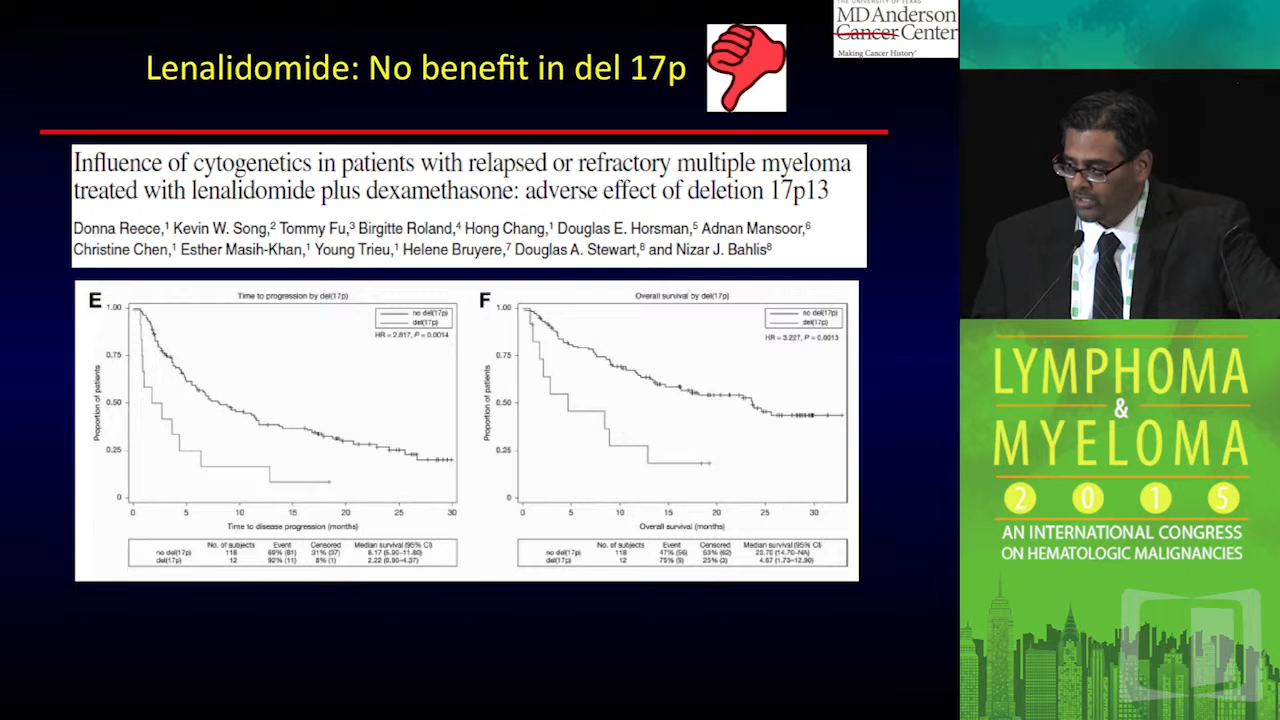 THE UNIVERSITY OF TEXAS
MD Anderson
Cancer Center
Making Cancer History®
Lenalidomide: No benefit in del 17p
Influence of cytogenetics in patients with relapsed or refractory multiple myeloma
treated with lenalidomide plus dexamethasone: adverse effect of deletion 17p13
Donna Reece,1 Kevin W. Song,2 Tommy Fu,3 Birgitte Roland,4 Hong Chang,1 Douglas E. Horsman,5 Adnan Mansoor,6
Christine Chen,1 Esther Masih-Khan,1 Young Trieu,1 Helene Bruyere,7 Douglas A. Stewart,8 and Nizar J. Bahlis8
E
Time to progression by del(17p)
no del(17p)
del(17p)
HR = 2.817, P = 0.0014
1.00
0.75
0.50
0.25
0
Proportion of patients
0 5 10 15 20 25 30
Time to disease progression (months)
No. of subjects Event Censored Median survival (95% CI)
no del(17p) 118 69% (81) 31% (37) 8.17 (5.90-11.80)
del(17p) 12 92% (11) 8% (1) 2.22 (0.90-4.37)
F
Overall survival by del(17p)
no del(17p)
del(17p)
HR = 3.227, P = 0.0013
1.00
0.75
0.50
0.25
0
Proportion of patients
0 5 10 15 20 25 30
Overall survival (months)
No. of subjects Event Censored Median survival (95% CI)
no del(17p) 118 47% (56) 53% (62) 23.76 (14.70-NA)
del(17p) 12 75% (9) 25% (3) 4.67 (1.73-12.90)
LYMPHOMA
&
MYELOMA
2 0 1 5
AN INTERNATIONAL CONGRESS
ON HEMATOLOGIC MALIGNANCIES